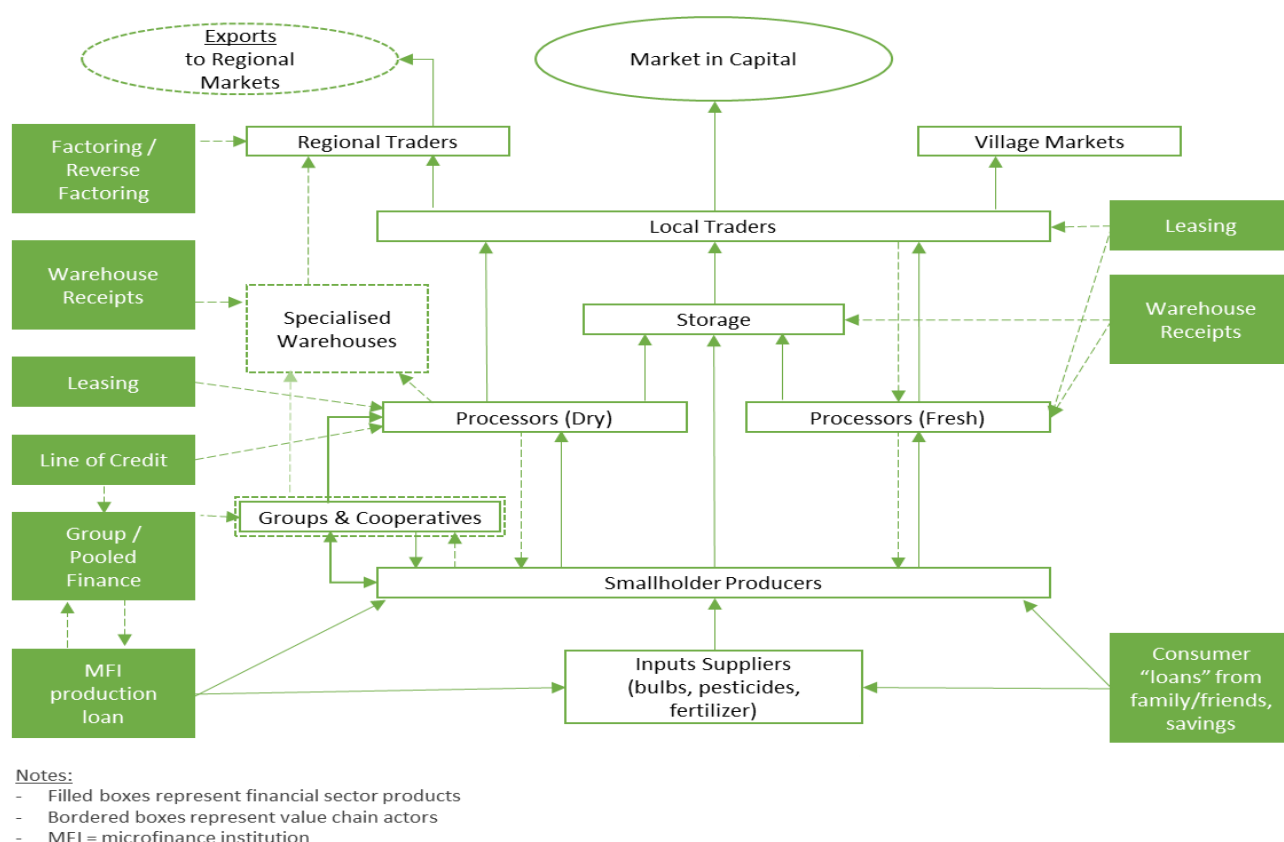 Exports
to Regional
Markets
Market in Capital
Factoring /
Reverse
Factoring
Regional Traders
Village Markets
Local Traders
Leasing
Warehouse
Receipts
Specialised
Warehouses
Storage
Warehouse
Receipts
Leasing
Processors (Dry)
Processors (Fresh)
Line of Credit
Groups & Cooperatives
Group /
Pooled
Finance
Smallholder Producers
MFI
production
loan
Inputs Suppliers
(bulbs, pesticides,
fertilizer)
Consumer
“loans” from
family/friends,
savings
Notes:
- Filled boxes represent financial sector products
- Bordered boxes represent value chain actors
- MFI = microfinance institution